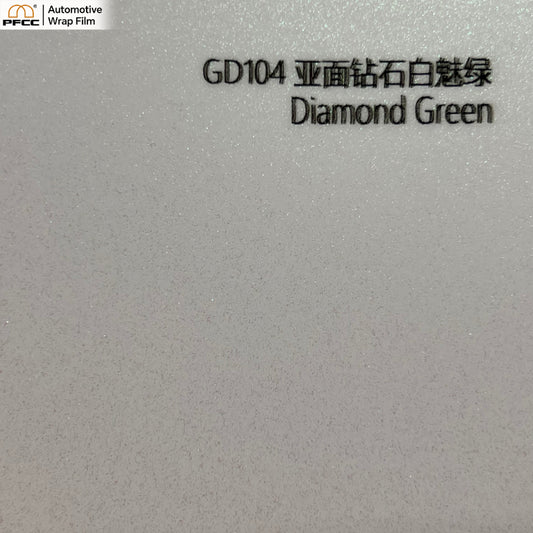 PFCC
Automotive
Wrap Film
GD104 亚面钻石白魅绿
Diamond Green